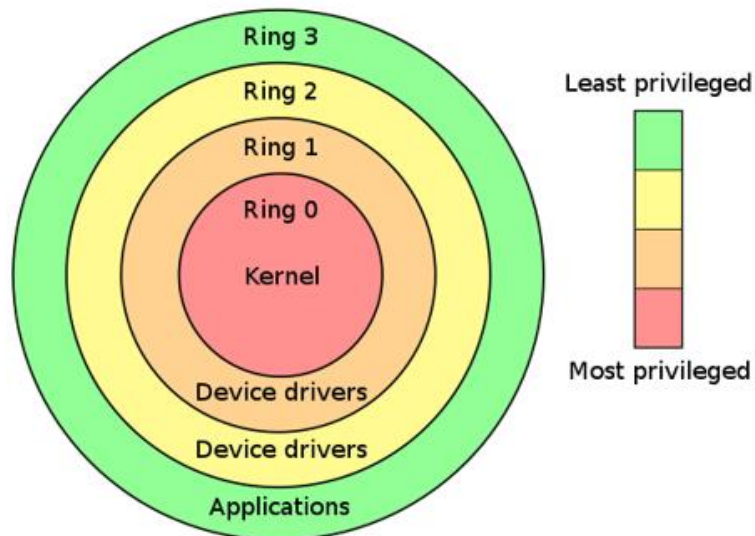 Ring 3
Ring 2
Ring 1
Ring 0
Kernel
Device drivers
Device drivers
Applications
Least privileged
Most privileged